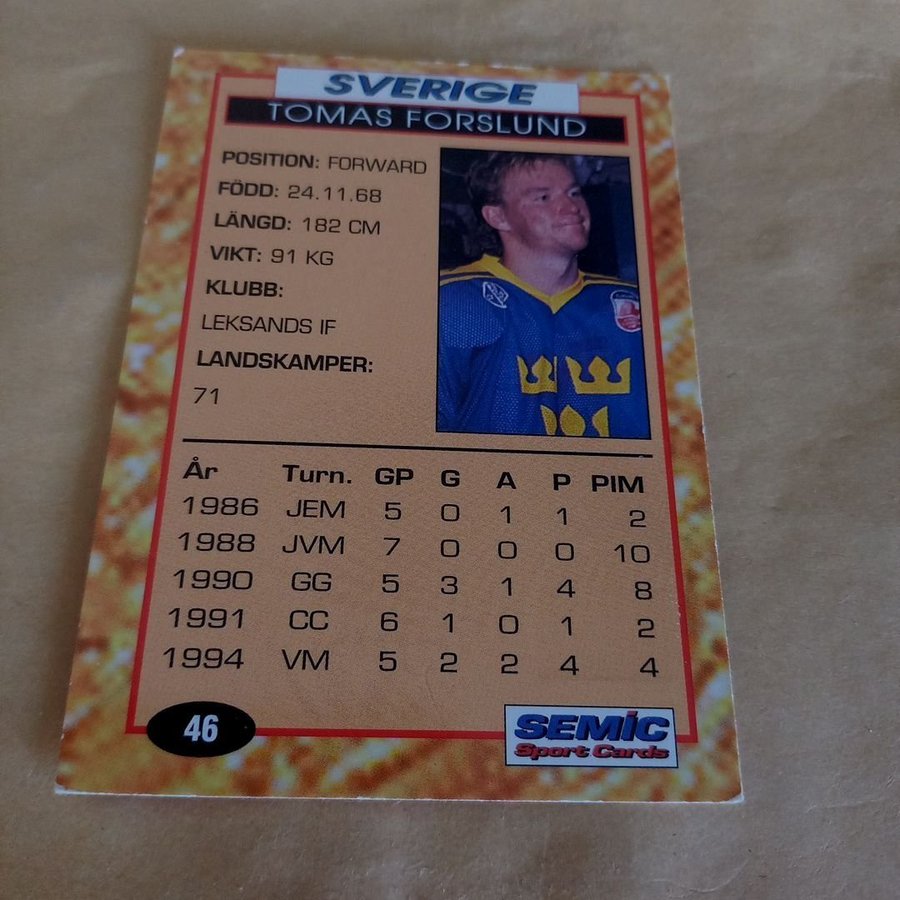 SVERIGE
TOMAS FORSLUND
POSITION: FORWARD
FÖDD: 24.11.68
LÄNGD: 182 CM
VIKT: 91 KG
KLUBB:
LEKSANDS IF
LANDSKAMPER:
71
År Turn. GP G A P PIM
1986 JEM 5 0 1 1 2
1988 JVM 7 0 0 0 10
1990 GG 5 3 1 4 8
1991 CC 6 1 0 1 2
1994 VM 5 2 2 4 4
46
SEMIC
Sport Cards